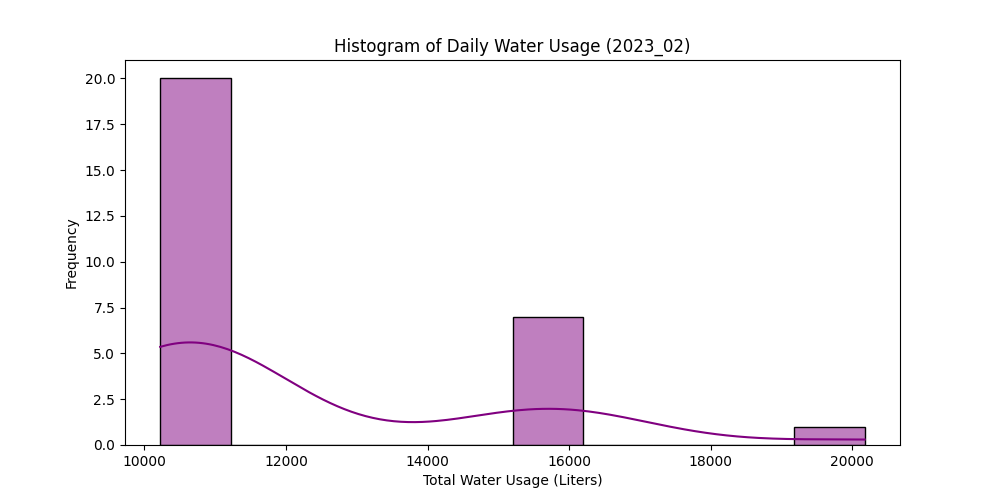 Histogram of Daily Water Usage (2023_02)
20.0
17.5
15.0
12.5
10.0
7.5
5.0
2.5
0.0
Frequency
10000 12000 14000 16000 18000 20000
Total Water Usage (Liters)